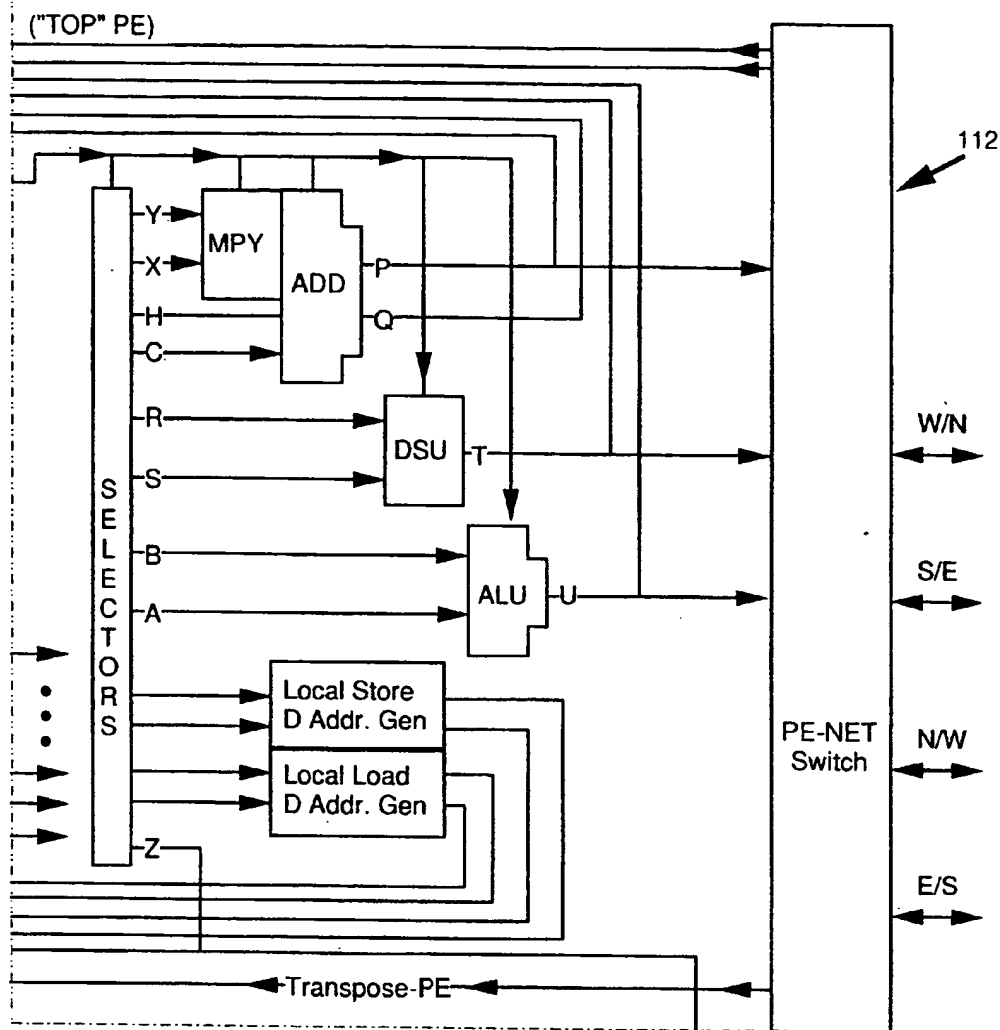 ("TOP" PE)
112
Y
MPY
X
ADD
P
H
Q
C
R
W/N
DSU
T
S
SELECTORS
B
S/E
ALU
U
A
Local Store
D Addr. Gen
PE-NET
Switch
N/W
Local Load
D Addr. Gen
Z
E/S
Transpose-PE